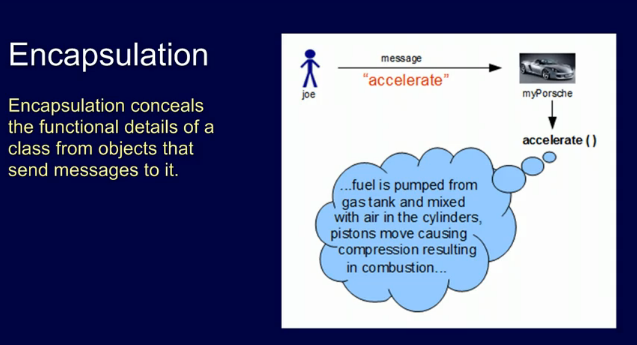 Encapsulation
Encapsulation conceals
the functional details of a
class from objects that
send messages to it.
message
"accelerate"
joe
myPorsche
accelerate ( )
...fuel is pumped from
gas tank and mixed
with air in the cylinders,
pistons move causing
compression resulting
in combustion...